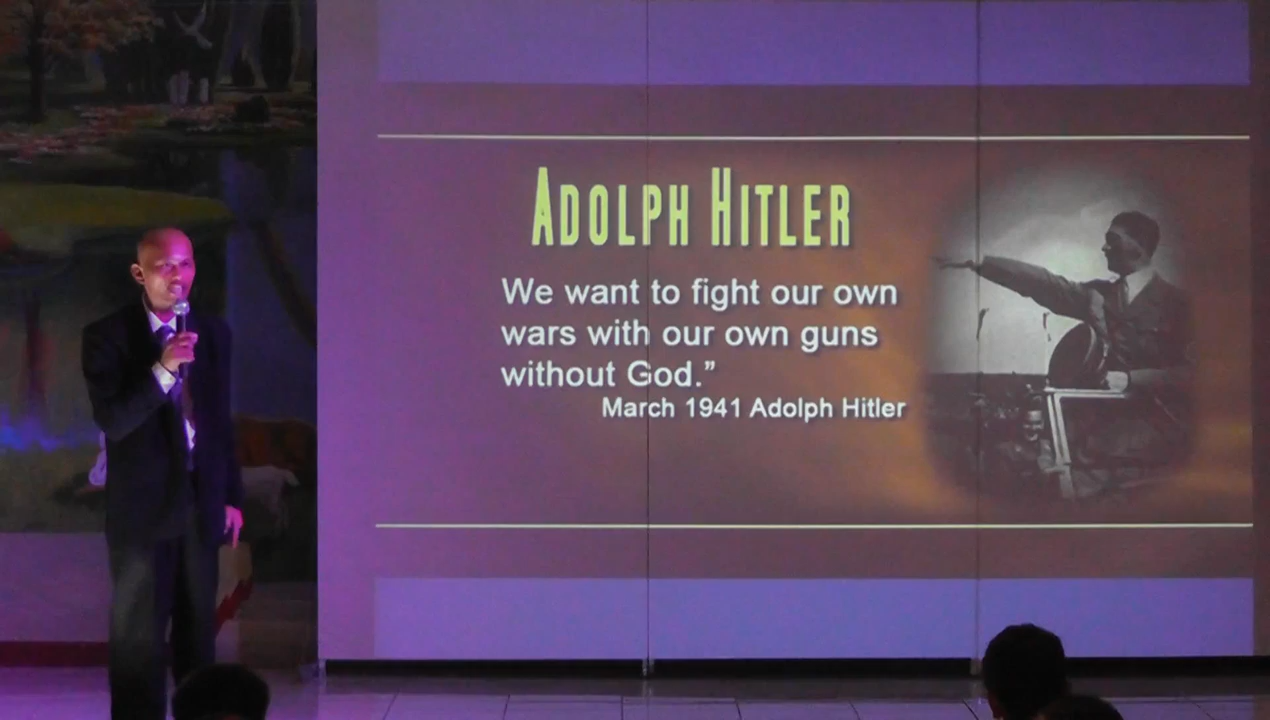 ADOLPH HITLER
We want to fight our own
wars with our own guns
without God.”
March 1941 Adolph Hitler